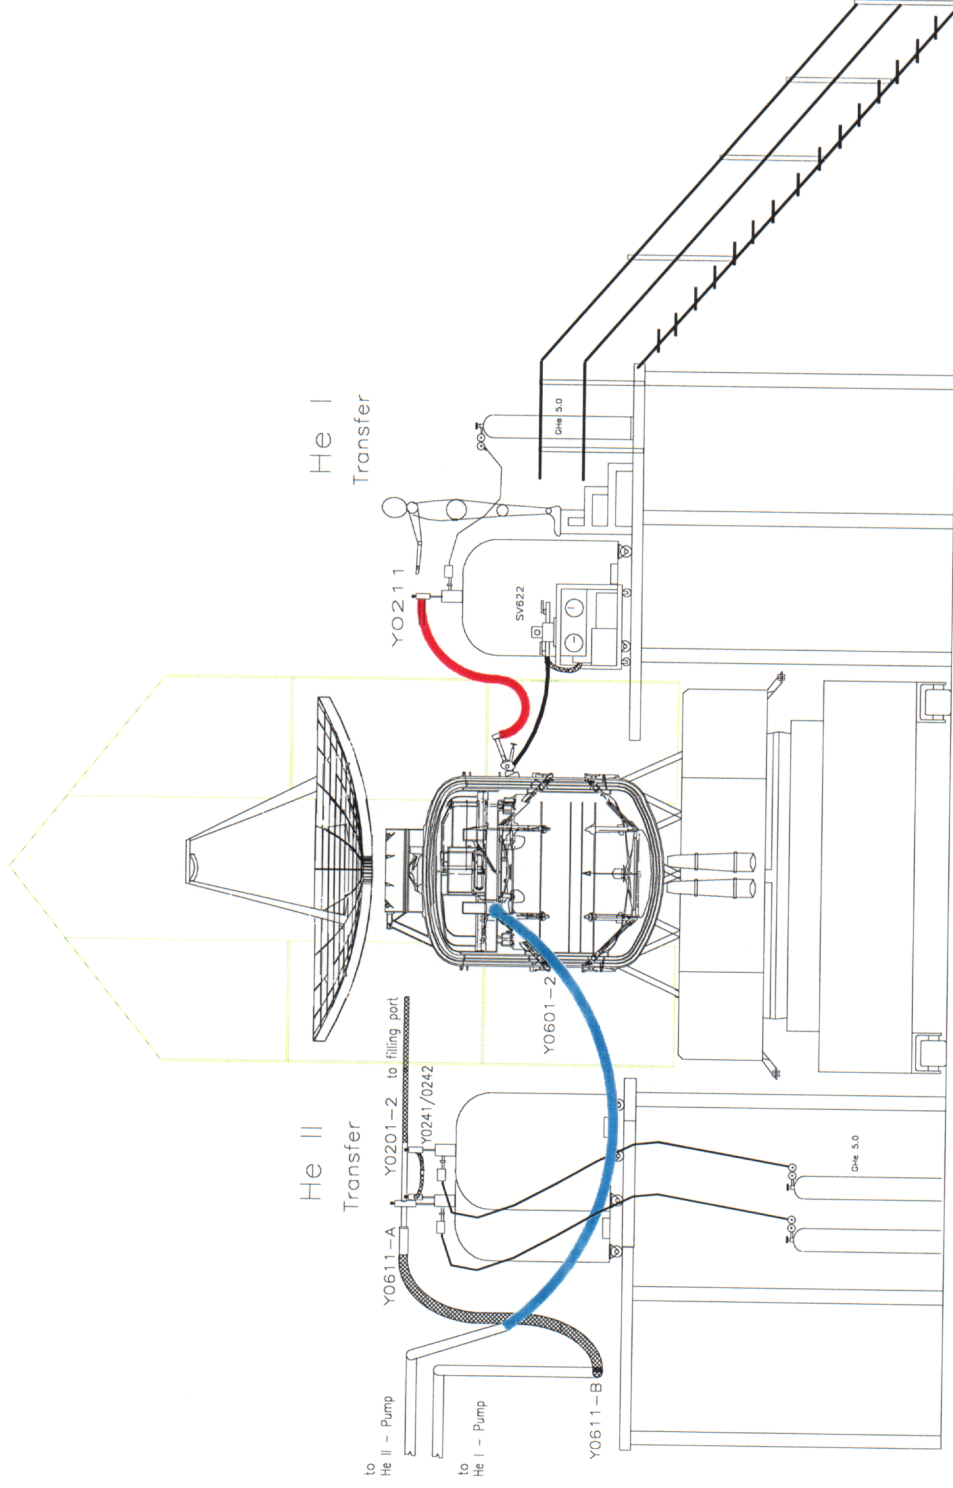 He II
Transfer
He I
Transfer
to
He II - Pump
to
He I - Pump
Y0611-A
Y0201-2 to filling port
Y0241/0242
Y0611-B
Y0601-2
Y0211
SV622
GHe 5.0
GHe 5.0